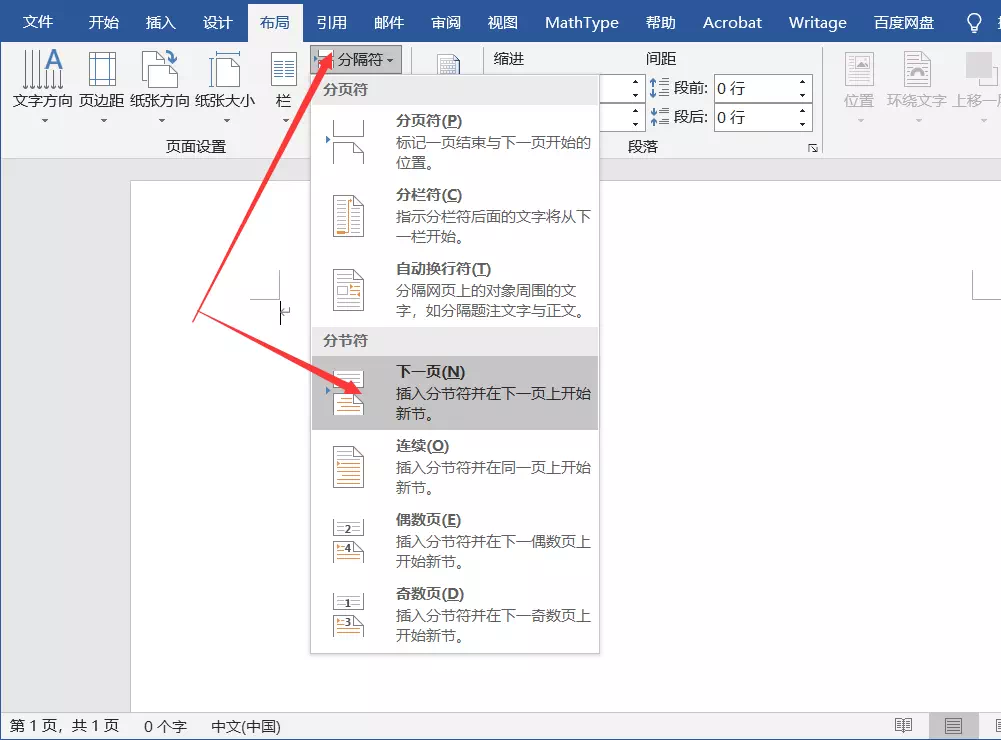 文件 开始 插入 设计 布局 引用 邮件 审阅 视图 MathType 帮助 Acrobat Writage 百度网盘
分隔符 缩进 间距
文字方向 页边距 纸张方向 纸张大小 栏 段前: 0 行 位置 环绕文字 上移一
段后: 0 行
页面设置 段落
分页符
分页符(P)
标记一页结束与下一页开始的
位置。
分栏符(C)
指示分栏符后面的文字将从下
一栏开始。
自动换行符(T)
分隔网页上的对象周围的文
字，如分隔题注文字与正文。
分节符
下一页(N)
插入分节符并在下一页上开始
新节。
连续(O)
插入分节符并在同一页上开始
新节。
2
4
偶数页(E)
插入分节符并在下一偶数页上
开始新节。
1
3
奇数页(D)
插入分节符并在下一奇数页上
开始新节。
第 1 页，共 1 页 0 个字 中文(中国)